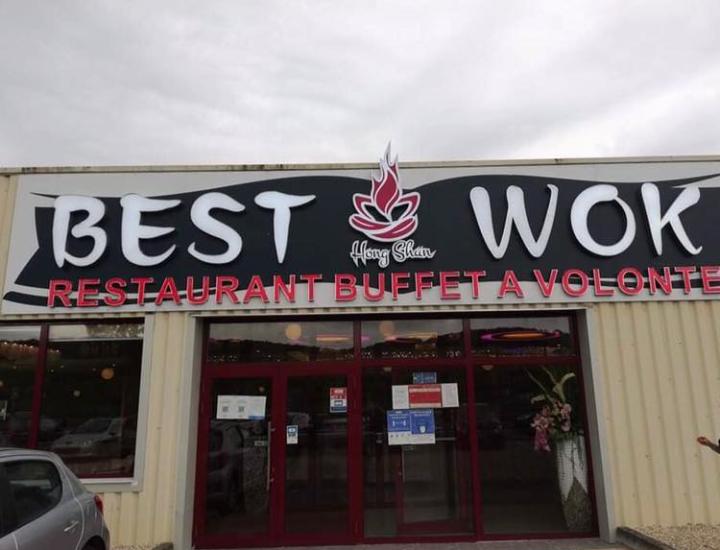 BEST WOK
Hong Shan
RESTAURANT BUFFET A VOLONTE